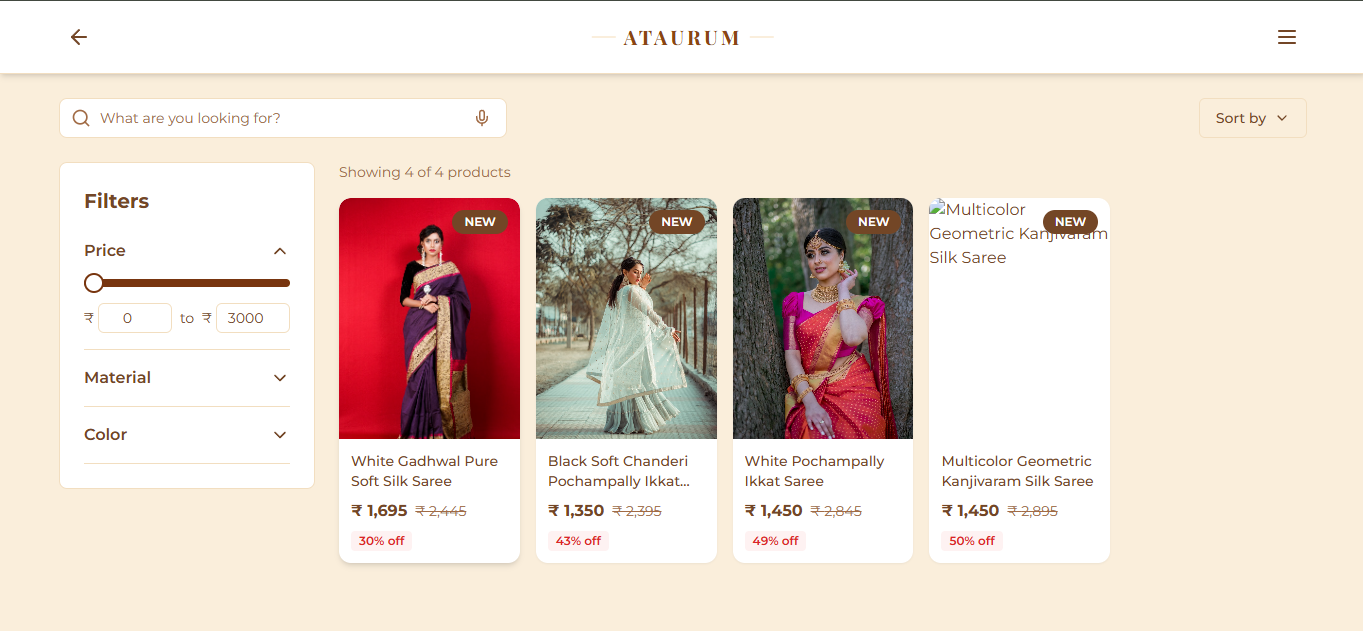 ATAURUM
What are you looking for?
Sort by
Filters
Price
₹ 0 to ₹ 3000
Material
Color
Showing 4 of 4 products
NEW
White Gadhwal Pure
Soft Silk Saree
₹ 1,695 ₹ 2,445
30% off
NEW
Black Soft Chanderi
Pochampally Ikkat...
₹ 1,350 ₹ 2,395
43% off
NEW
White Pochampally
Ikkat Saree
₹ 1,450 ₹ 2,845
49% off
Multicolor
NEW
Geometric Kanjivaram
Silk Saree
Multicolor Geometric
Kanjivaram Silk Saree
₹ 1,450 ₹ 2,895
50% off